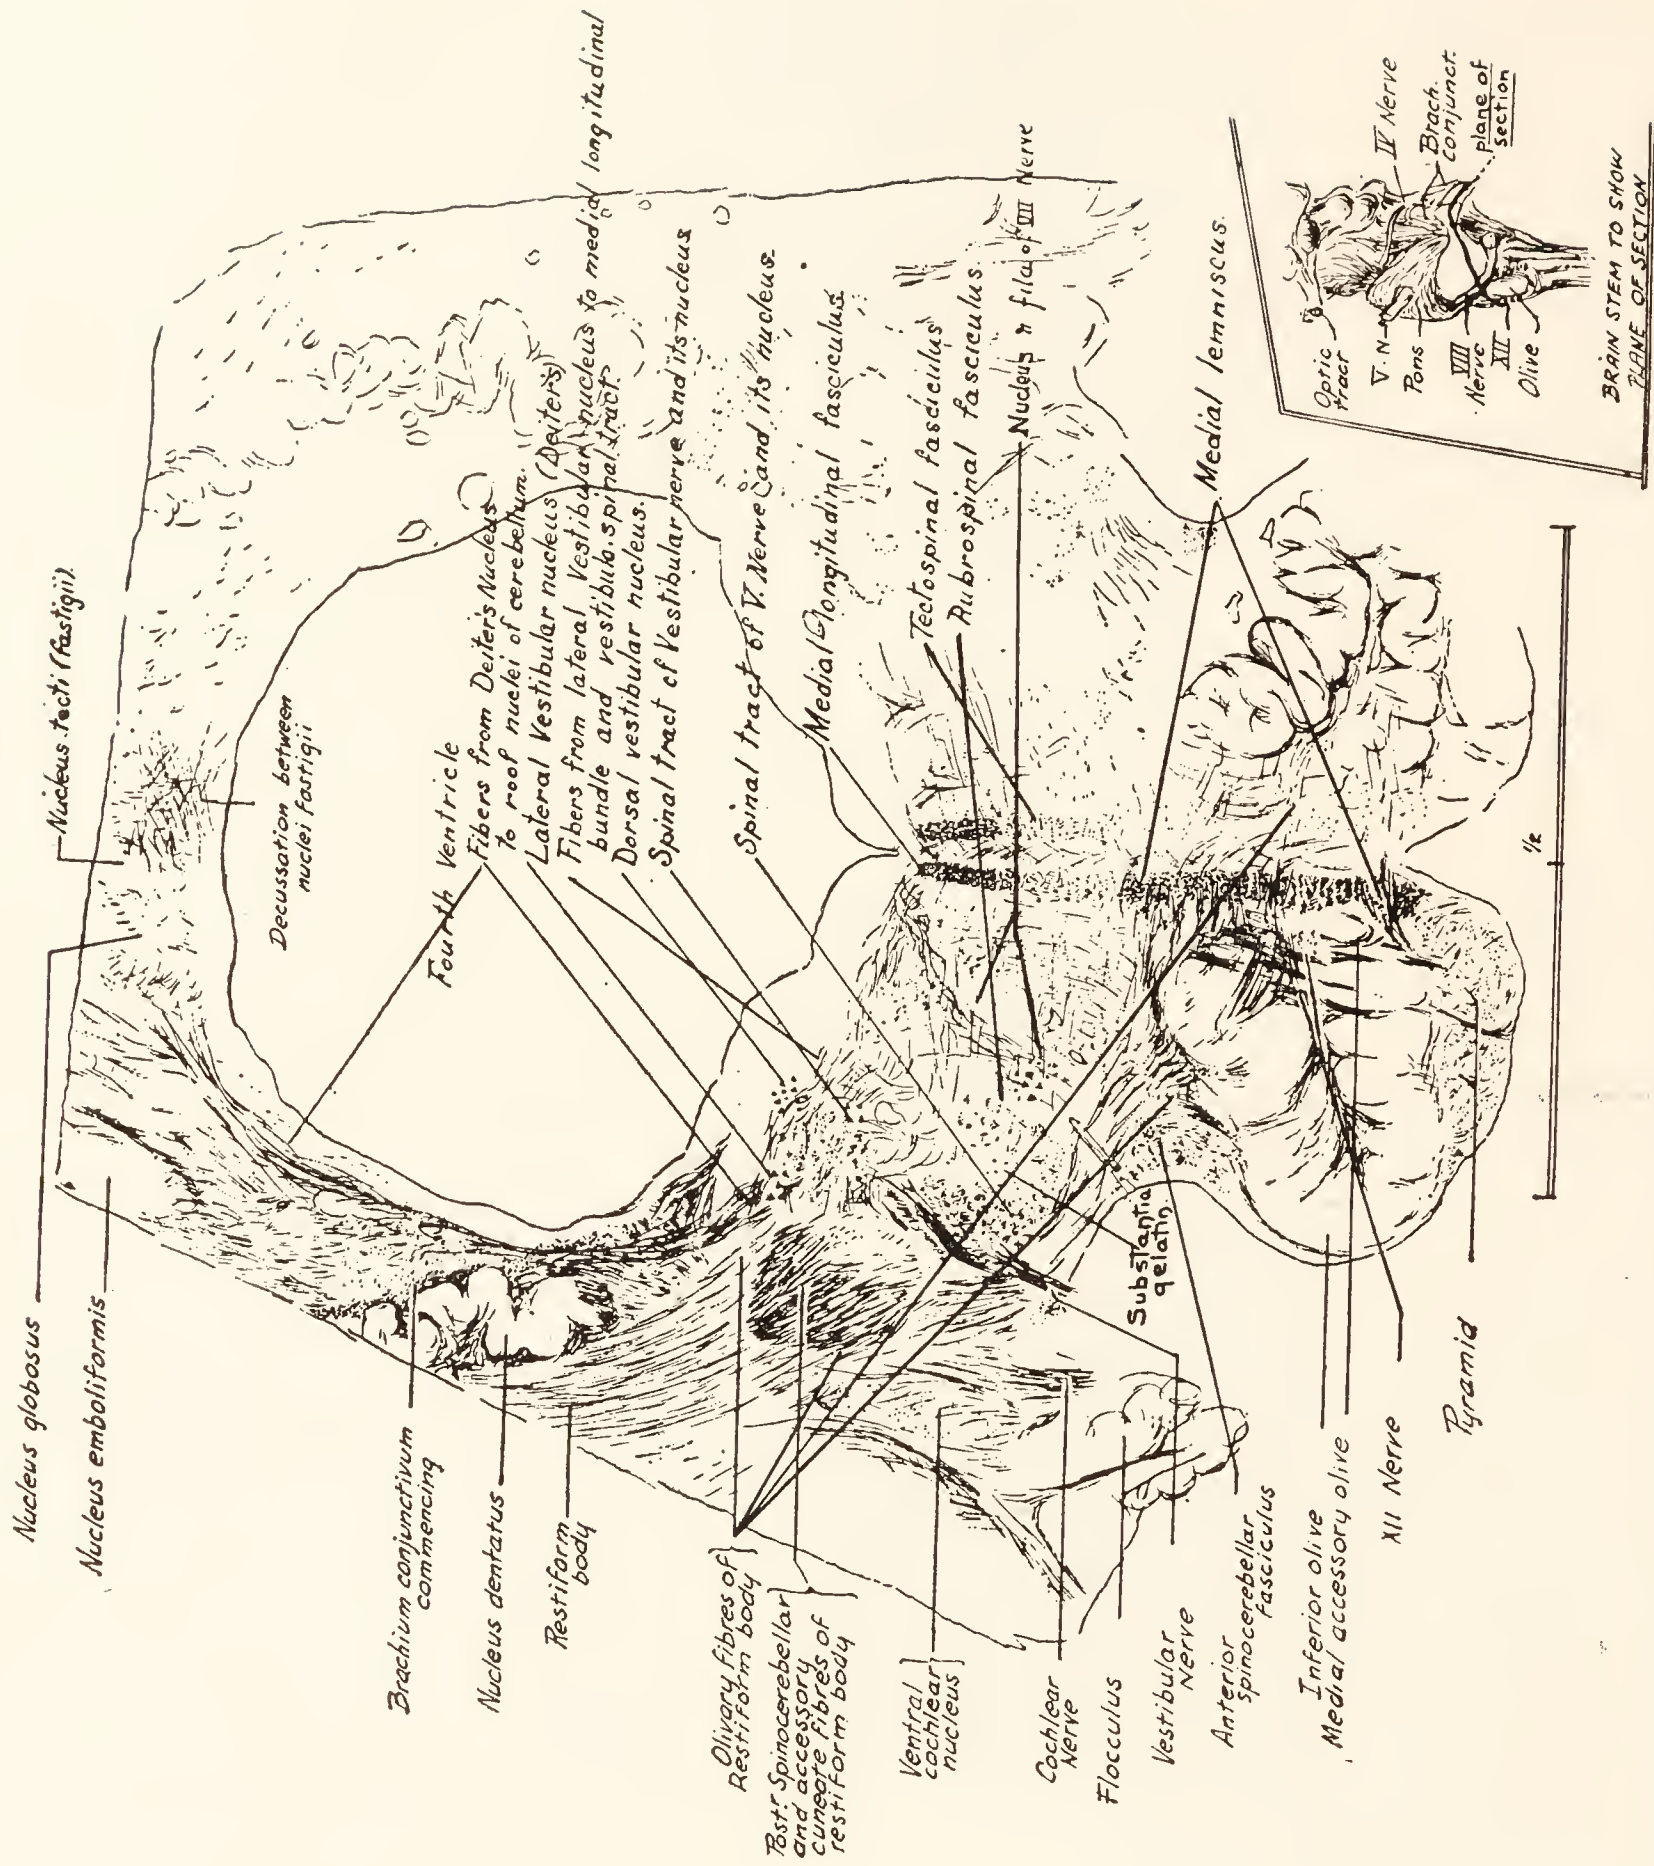 Nucleus globosus
Nucleus emboliformis
Nucleus tecti (fastigii).
Decussation between
nuclei fastigii
Brachium conjunctivum
commencing
Nucleus dentatus
Restiform
body
Fourth Ventricle
Fibers from Deiter's Nucleus
to roof nuclei of cerebellum.
Lateral Vestibular nucleus (Deiters)
Fibers from lateral Vestibular nucleus to medial longitudinal
bundle and vestibulo.spinal tract.
Dorsal vestibular nucleus.
Spinal tract of Vestibular nerve and its nucleus
Spinal tract of V. Nerve and its nucleus.
Medial longitudinal fasciculus
Tectospinal fasciculus
Rubrospinal fasciculus
Nucleus & fila of VII Nerve
Medial lemniscus.
Olivary fibres of
Restiform body
Postr. Spinocerebellar
and accessory
cuneate fibres of
restiform body
Ventral
cochlear
nucleus
Cochlear
Nerve
Flocculus
Vestibular
Nerve
Substantia
gelatin.
Anterior
spinocerebellar
fasciculus
Inferior olive
Medial accessory olive
XII Nerve
Pyramid
Optic
tract
V. N.
Pons
VIII
Nerve
XII
Olive
IV Nerve
Brach.
conjunct.
plane of
section
BRAIN STEM TO SHOW
PLANE OF SECTION